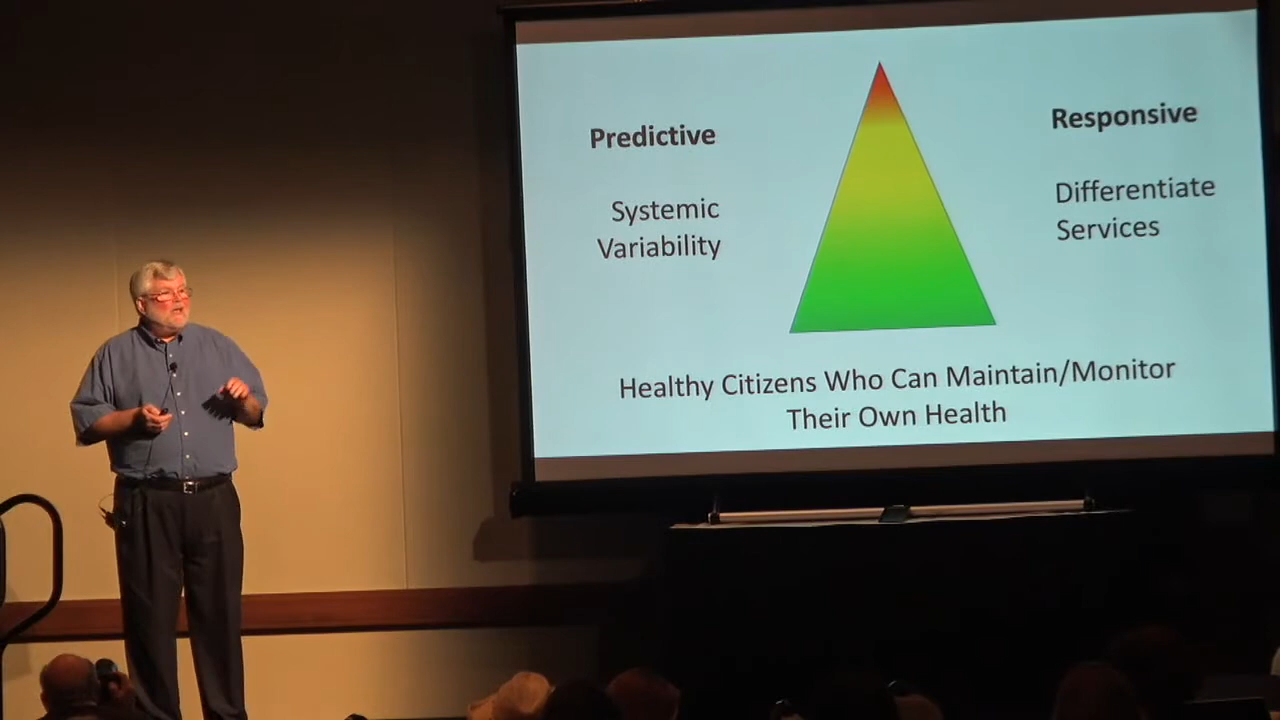 Predictive
Systemic
Variability
Responsive
Differentiate
Services
Healthy Citizens Who Can Maintain/Monitor
Their Own Health